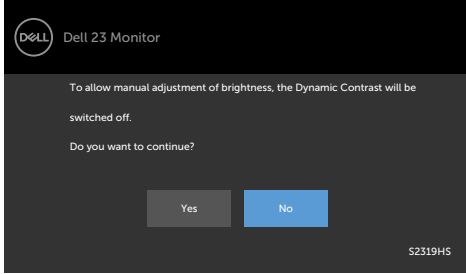 DELL
Dell 23 Monitor
To allow manual adjustment of brightness, the Dynamic Contrast will be
switched off.
Do you want to continue?
Yes
No
S2319HS